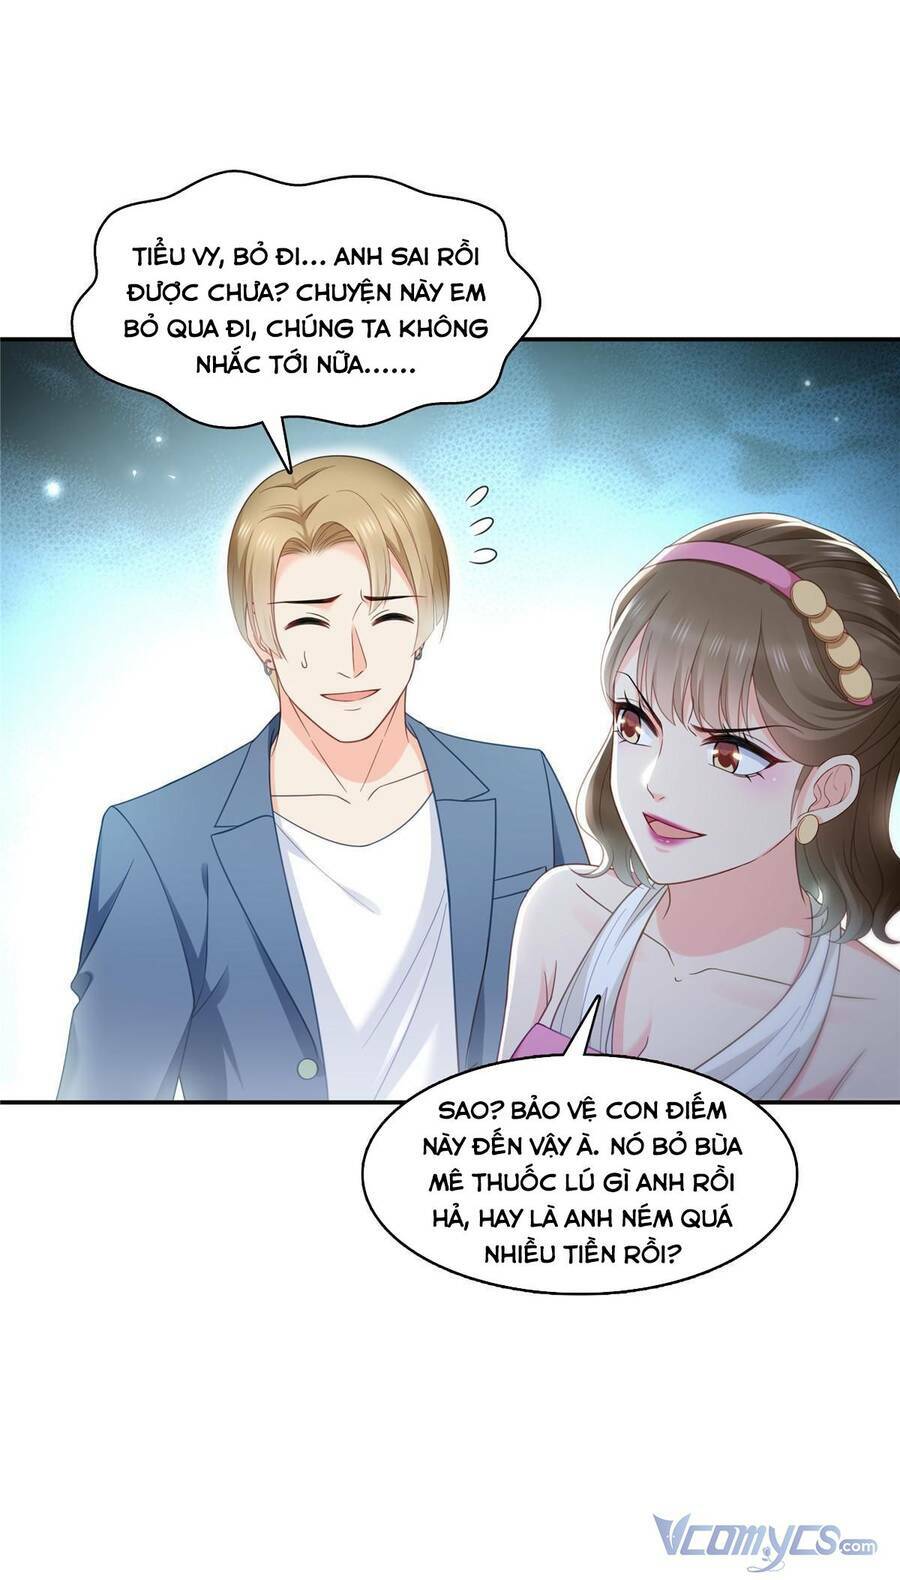 TIỂU VY, BỎ ĐI... ANH SAI RỒI
ĐƯỢC CHƯA? CHUYỆN NÀY EM
BỎ QUA ĐI, CHÚNG TA KHÔNG
NHẮC TỚI NỮA......
SAO? BẢO VỆ CON ĐIẾM
NÀY ĐẾN VẬY À. NÓ BỎ BÙA
MÊ THUỐC LÚ GÌ ANH RỒI
HẢ, HAY LÀ ANH NÉM QUÁ
NHIỀU TIỀN RỒI?
VCOMYCS.com